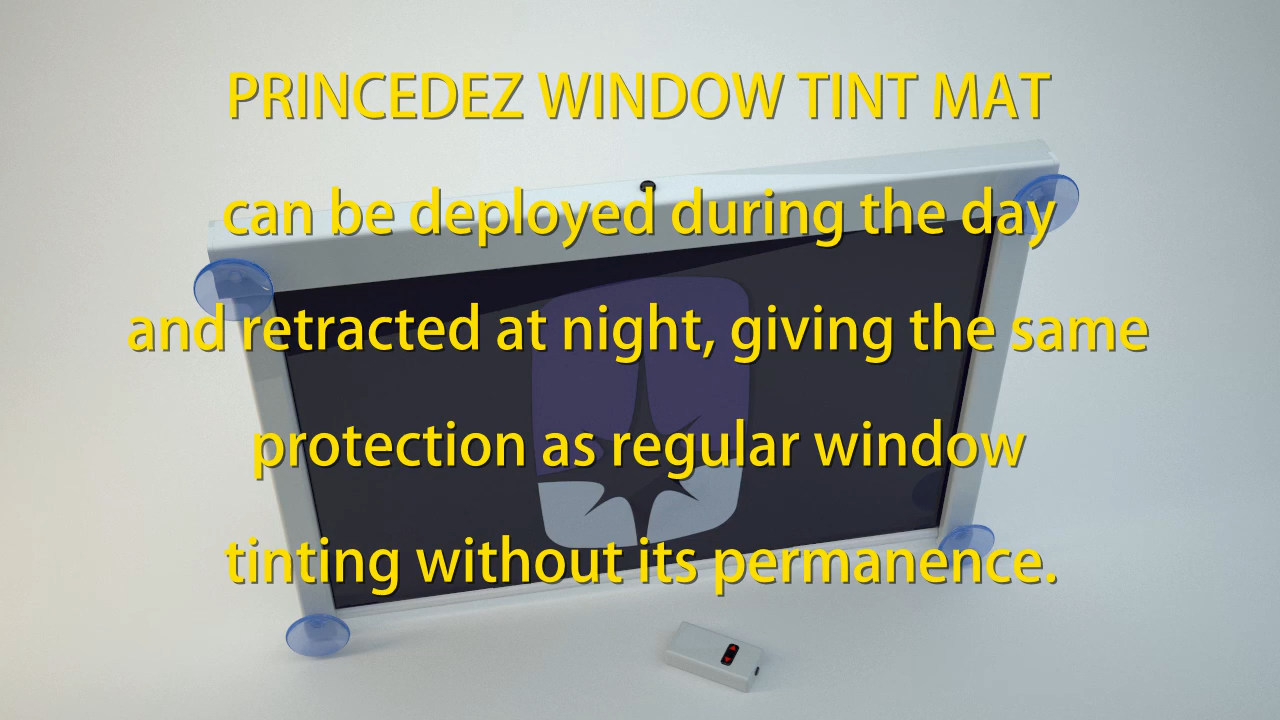 PRINCEDEZ WINDOW TINT MAT
can be deployed during the day
and retracted at night, giving the same
protection as regular window
tinting without its permanence.